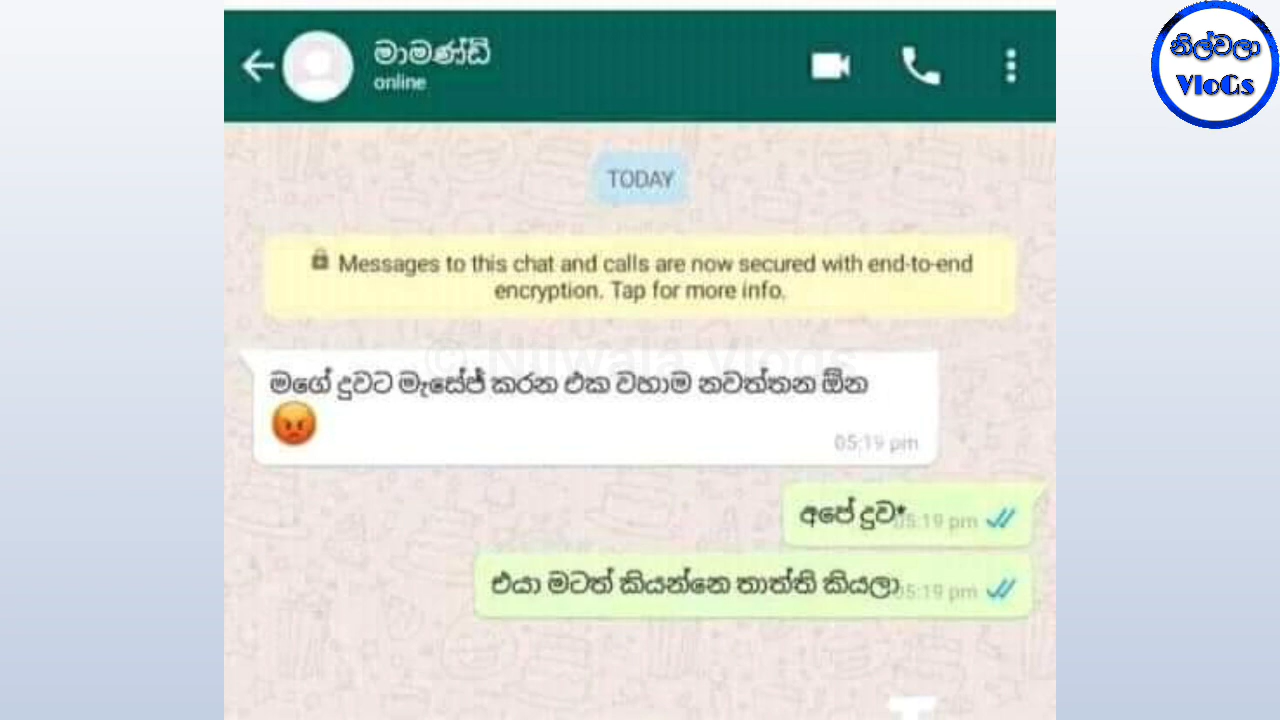 මාමණ්ඩි
online
නිල්වලා
VloGs
TODAY
Messages to this chat and calls are now secured with end-to-end
encryption. Tap for more info.
© Nilwala Vlogs
මගේ දුවට මැසේජ් කරන එක වහාම නවත්තන ඕන
😡
05:19 pm
අපේ දුව* 05:19 pm
එයා මටත් කියන්නෙ තාත්ති කියලා 05:19 pm